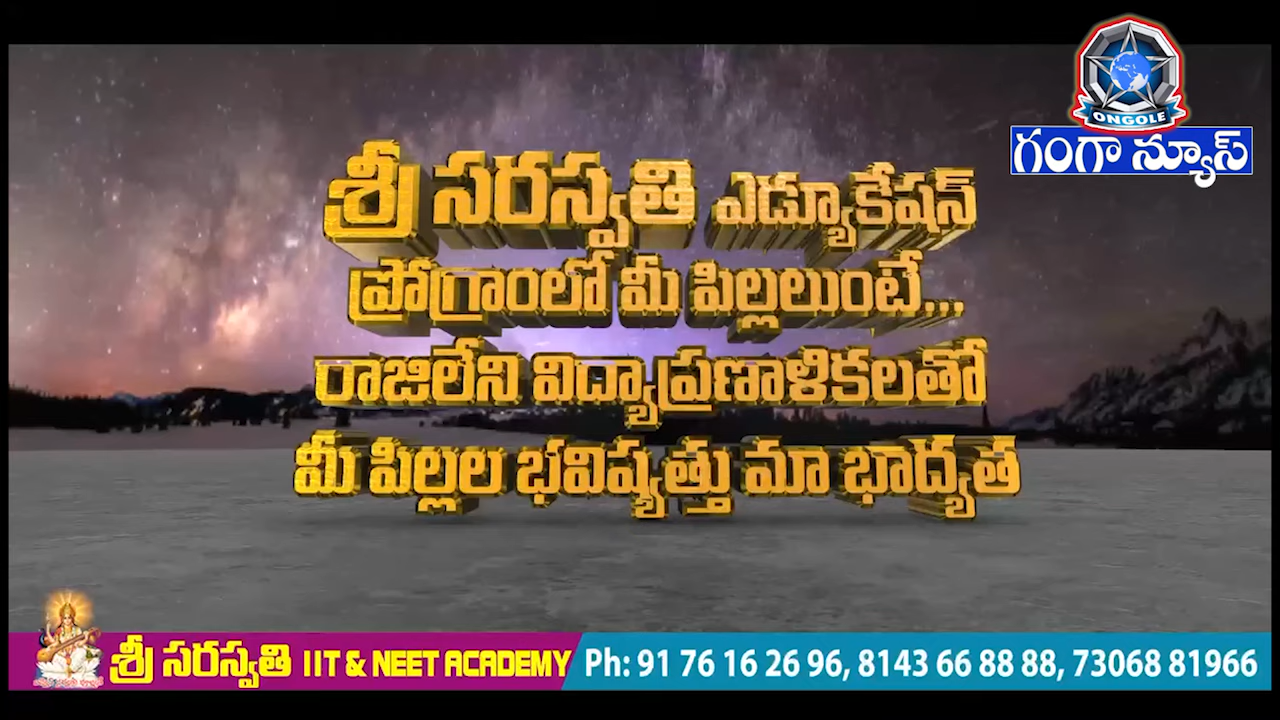 ONGOLE
గంగా న్యూస్
శ్రీ సరస్వతి ఎడ్యూకేషన్
ప్రోగ్రాంలో మీ పిల్లలుంటే...
రాజిలేని విద్యాప్రణాళికలతో
మీ పిల్లల భవిష్యత్తు మా భాద్యత
శ్రీ సరస్వతి IIT & NEET ACADEMY
Ph: 91 76 16 26 96, 8143 66 88 88, 73068 81966